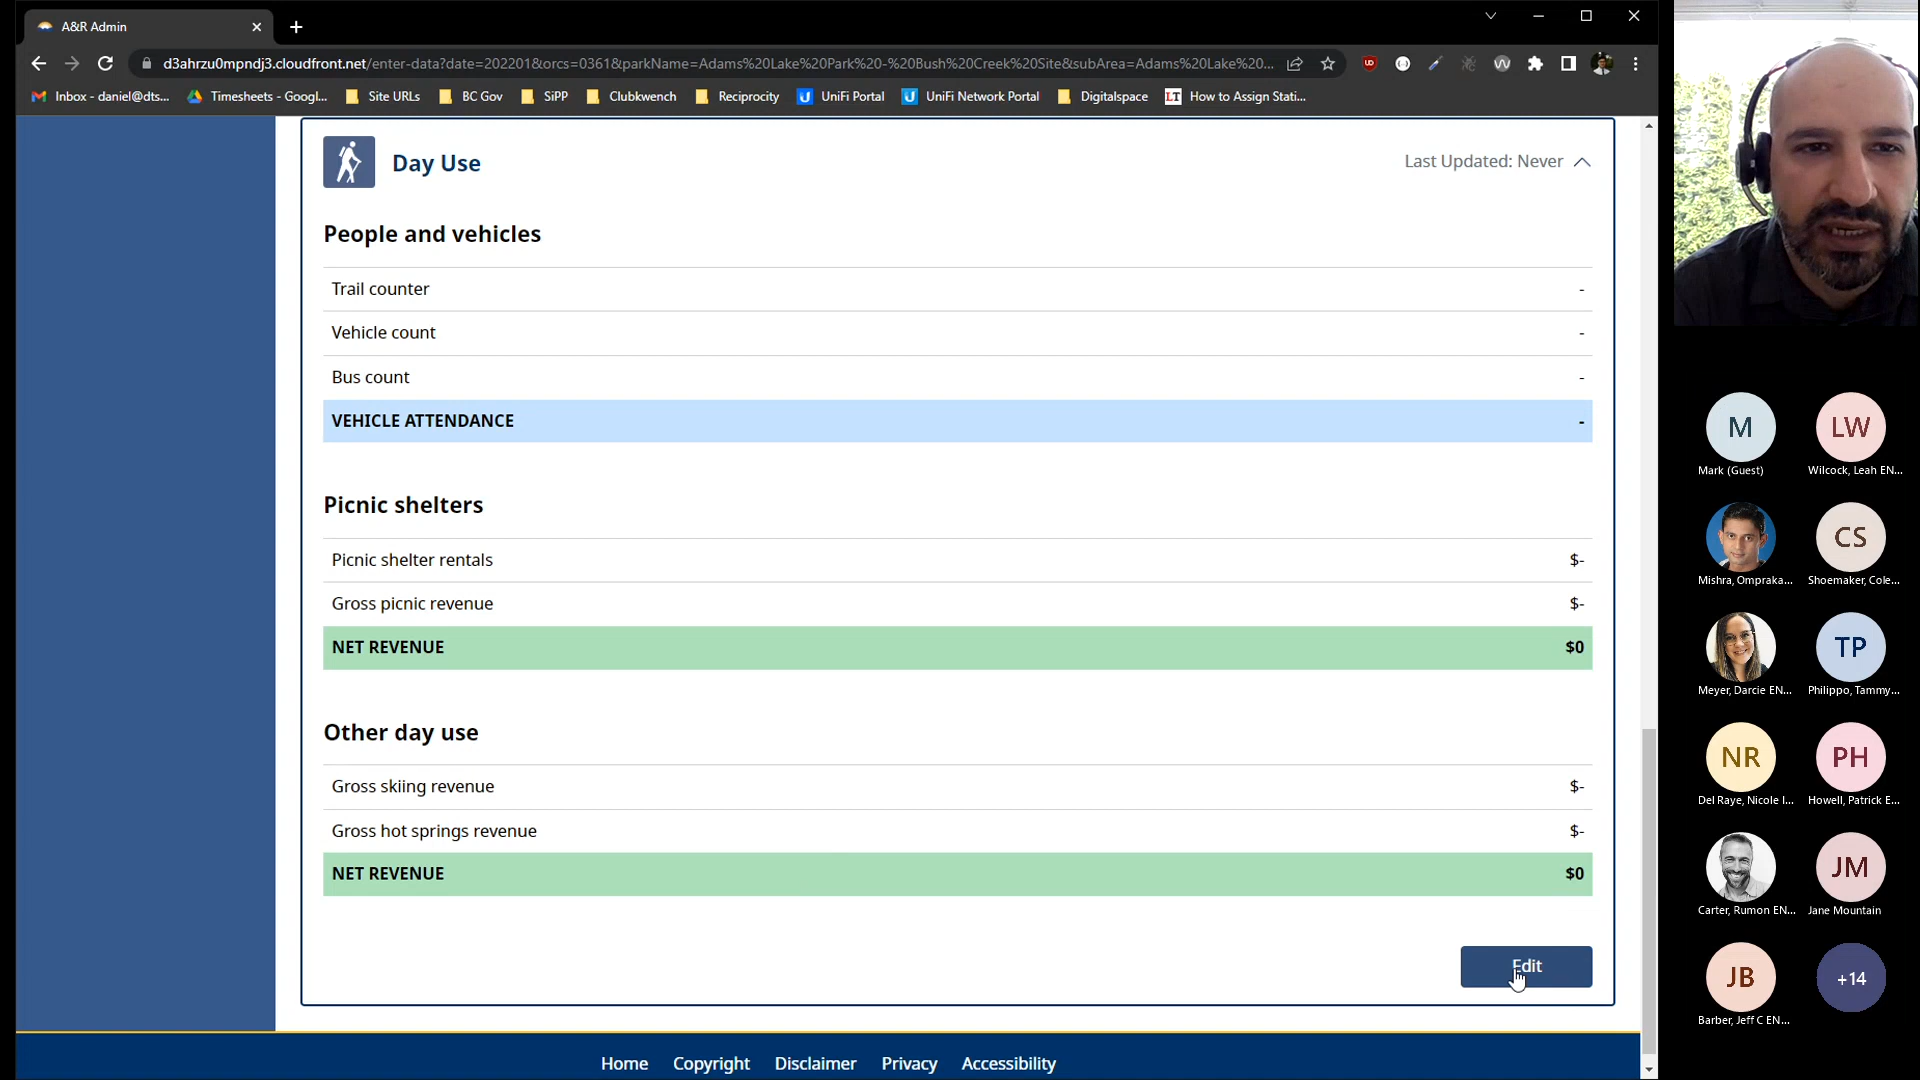 A&R Admin
d3ahrzu0mpndj3.cloudfront.net/enter-data?date=202201&orcs=0361&parkName=Adams%20Lake%20Park%20-%20Bush%20Creek%20Site&subArea=Adams%20Lake%20...
Inbox - daniel@dts...
Timesheets - Googl...
Site URLs
BC Gov
SiPP
Clubkwench
Reciprocity
UniFi Portal
UniFi Network Portal
Digitalspace
LT
How to Assign Stati...
Day Use
Last Updated: Never
People and vehicles
Trail counter -
Vehicle count -
Bus count -
VEHICLE ATTENDANCE -
Picnic shelters
Picnic shelter rentals $-
Gross picnic revenue $-
NET REVENUE $0
Other day use
Gross skiing revenue $-
Gross hot springs revenue $-
NET REVENUE $0
Edit
Home Copyright Disclaimer Privacy Accessibility
M
Mark (Guest)
LW
Wilcock, Leah EN...
Mishra, Ompraka...
CS
Shoemaker, Cole...
Meyer, Darcie EN...
TP
Philippo, Tammy...
NR
Del Raye, Nicole I...
PH
Howell, Patrick E...
Carter, Rumon EN...
JM
Jane Mountain
JB
Barber, Jeff C EN...
+14